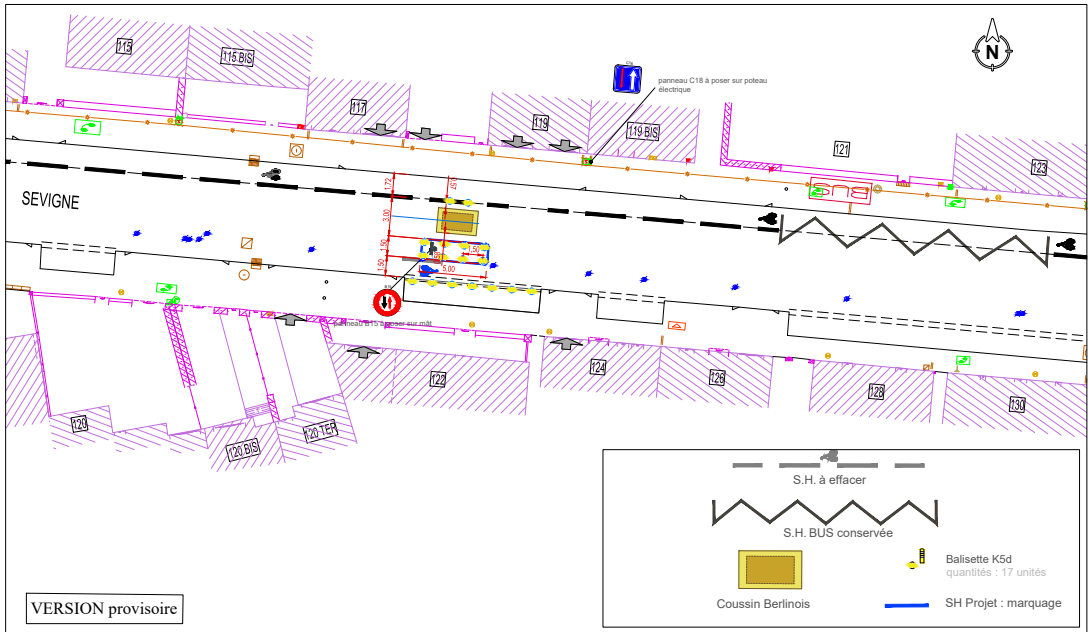 115
115 BIS
117
119
119 BIS
121
123
N
panneau C18 à poser sur poteau
électrique
BUS
SEVIGNE
1,72
0,57
3,00
1,50
1,50
1,50
5,00
panneau B15 à poser sur mât
120
120 BIS
120 TER
122
124
126
128
130
S.H. à effacer
S.H. BUS conservée
Coussin Berlinois
Balisette K5d
quantités : 17 unités
SH Projet : marquage
VERSION provisoire